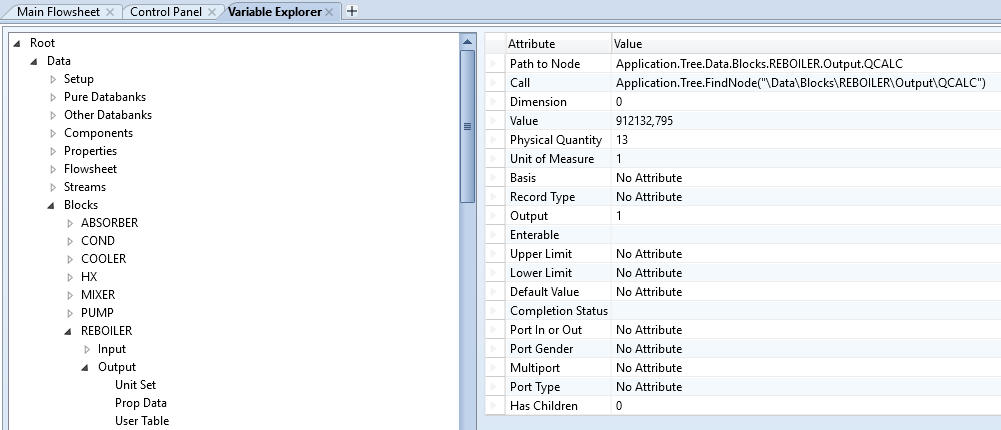 Main Flowsheet Control Panel Variable Explorer
Root
Data
Setup
Pure Databanks
Other Databanks
Components
Properties
Flowsheet
Streams
Blocks
ABSORBER
COND
COOLER
HX
MIXER
PUMP
REBOILER
Input
Output
Unit Set
Prop Data
User Table
Attribute Value
Path to Node Application.Tree.Data.Blocks.REBOILER.Output.QCALC
Call Application.Tree.FindNode("\Data\Blocks\REBOILER\Output\QCALC")
Dimension 0
Value 912132,795
Physical Quantity 13
Unit of Measure 1
Basis No Attribute
Record Type No Attribute
Output 1
Enterable
Upper Limit No Attribute
Lower Limit No Attribute
Default Value No Attribute
Completion Status
Port In or Out No Attribute
Port Gender No Attribute
Multiport No Attribute
Port Type No Attribute
Has Children 0